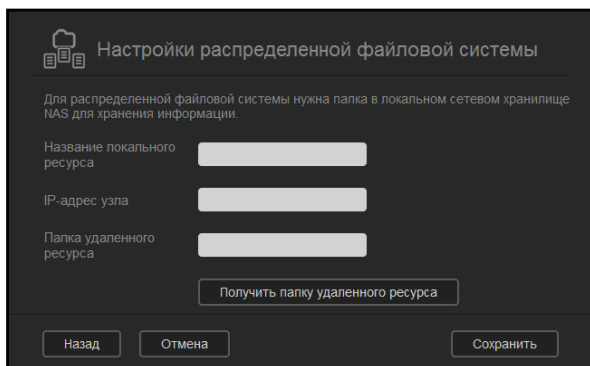 Настройки распределенной файловой системы
Для распределенной файловой системы нужна папка в локальном сетевом хранилище
NAS для хранения информации.
Название локального
ресурса
IP-адрес узла
Папка удаленного
ресурса
Получить папку удаленного ресурса
Назад
Отмена
Сохранить